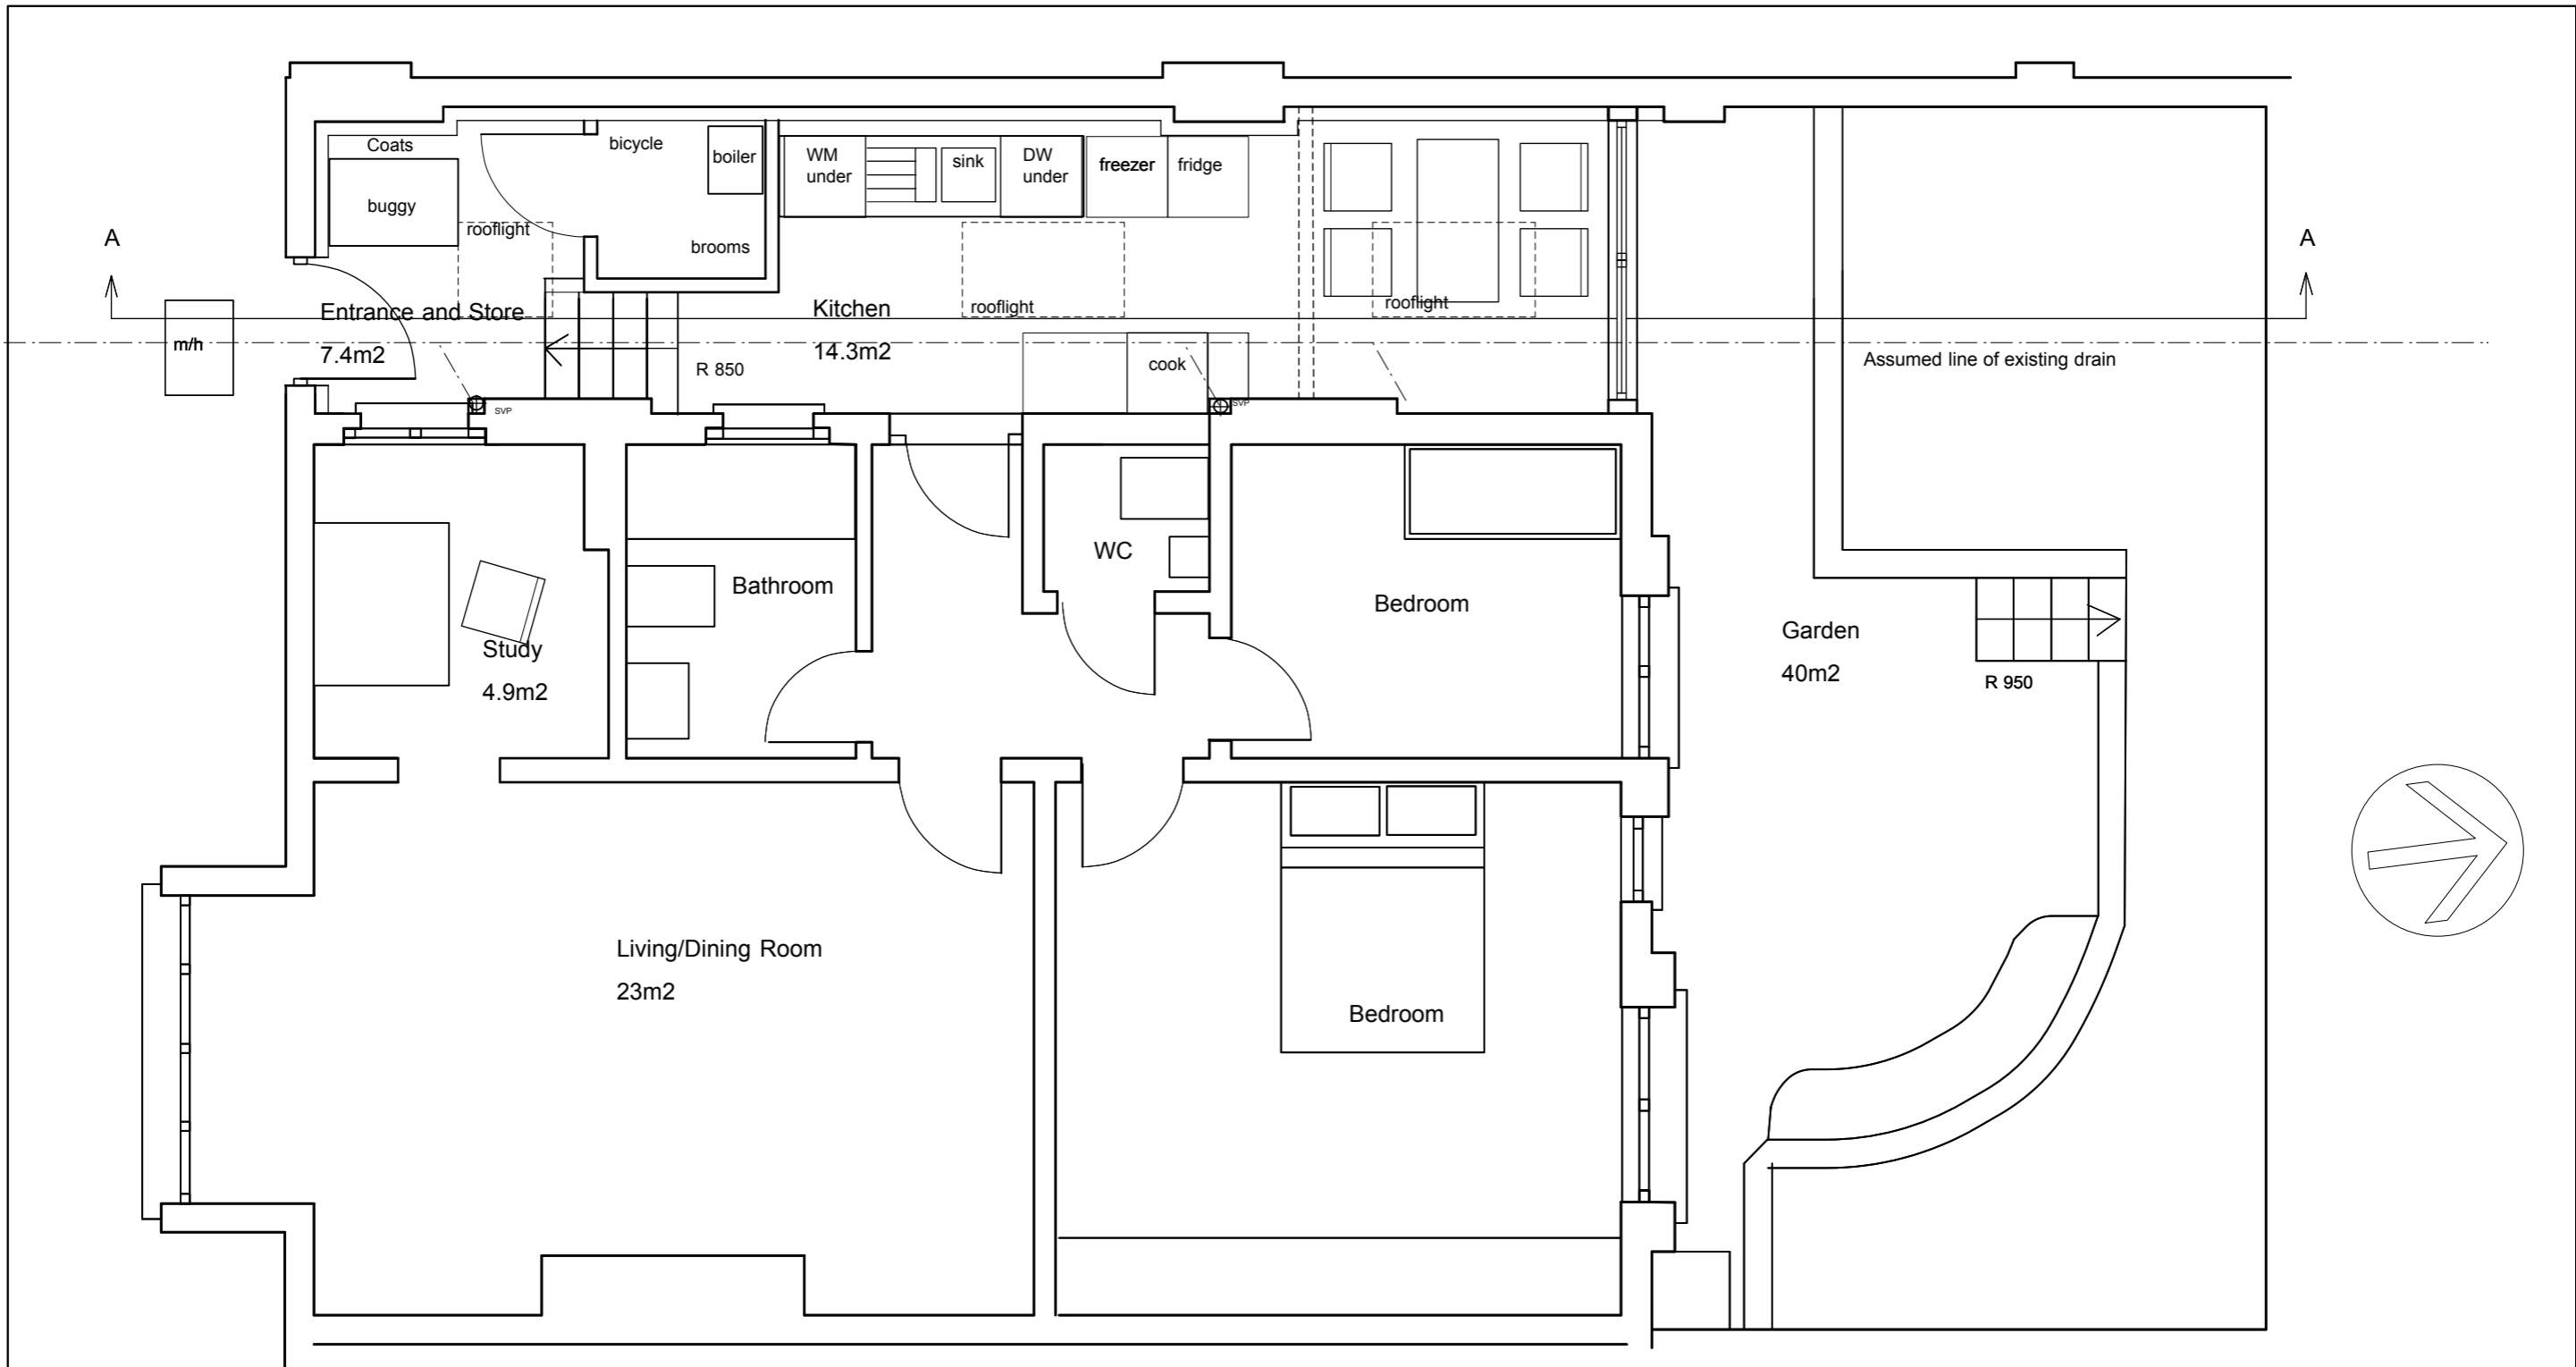 Coats
buggy
rooflight
bicycle
boiler
brooms
WM
under
sink
DW
under
freezer
fridge
A
A
Entrance and Store
7.4m2
m/h
R 850
Kitchen
14.3m2
rooflight
rooflight
cook
SVP
SVP
Assumed line of existing drain
Study
4.9m2
Bathroom
WC
Bedroom
Garden
40m2
R 950
Living/Dining Room
23m2
Bedroom